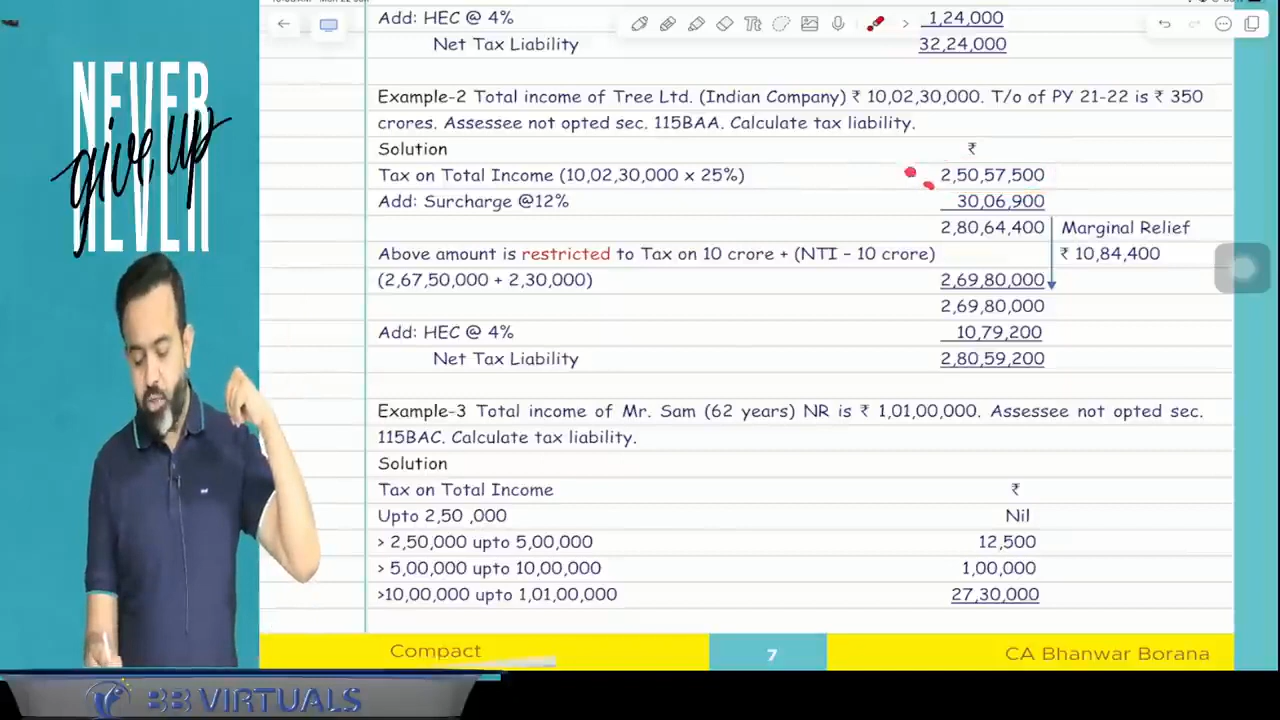 NEVER
give up
NEVER
Add: HEC @ 4% 1,24,000
Net Tax Liability 32,24,000
Example-2 Total income of Tree Ltd. (Indian Company) ₹ 10,02,30,000. T/o of PY 21-22 is ₹ 350
crores. Assessee not opted sec. 115BAA. Calculate tax liability.
Solution ₹
Tax on Total Income (10,02,30,000 x 25%) 2,50,57,500
Add: Surcharge @12% 30,06,900
2,80,64,400 Marginal Relief
Above amount is restricted to Tax on 10 crore + (NTI – 10 crore) ₹ 10,84,400
(2,67,50,000 + 2,30,000) 2,69,80,000
2,69,80,000
Add: HEC @ 4% 10,79,200
Net Tax Liability 2,80,59,200
Example-3 Total income of Mr. Sam (62 years) NR is ₹ 1,01,00,000. Assessee not opted sec.
115BAC. Calculate tax liability.
Solution
Tax on Total Income ₹
Upto 2,50 ,000 Nil
> 2,50,000 upto 5,00,000 12,500
> 5,00,000 upto 10,00,000 1,00,000
>10,00,000 upto 1,01,00,000 27,30,000
Compact 7 CA Bhanwar Borana
BB VIRTUALS